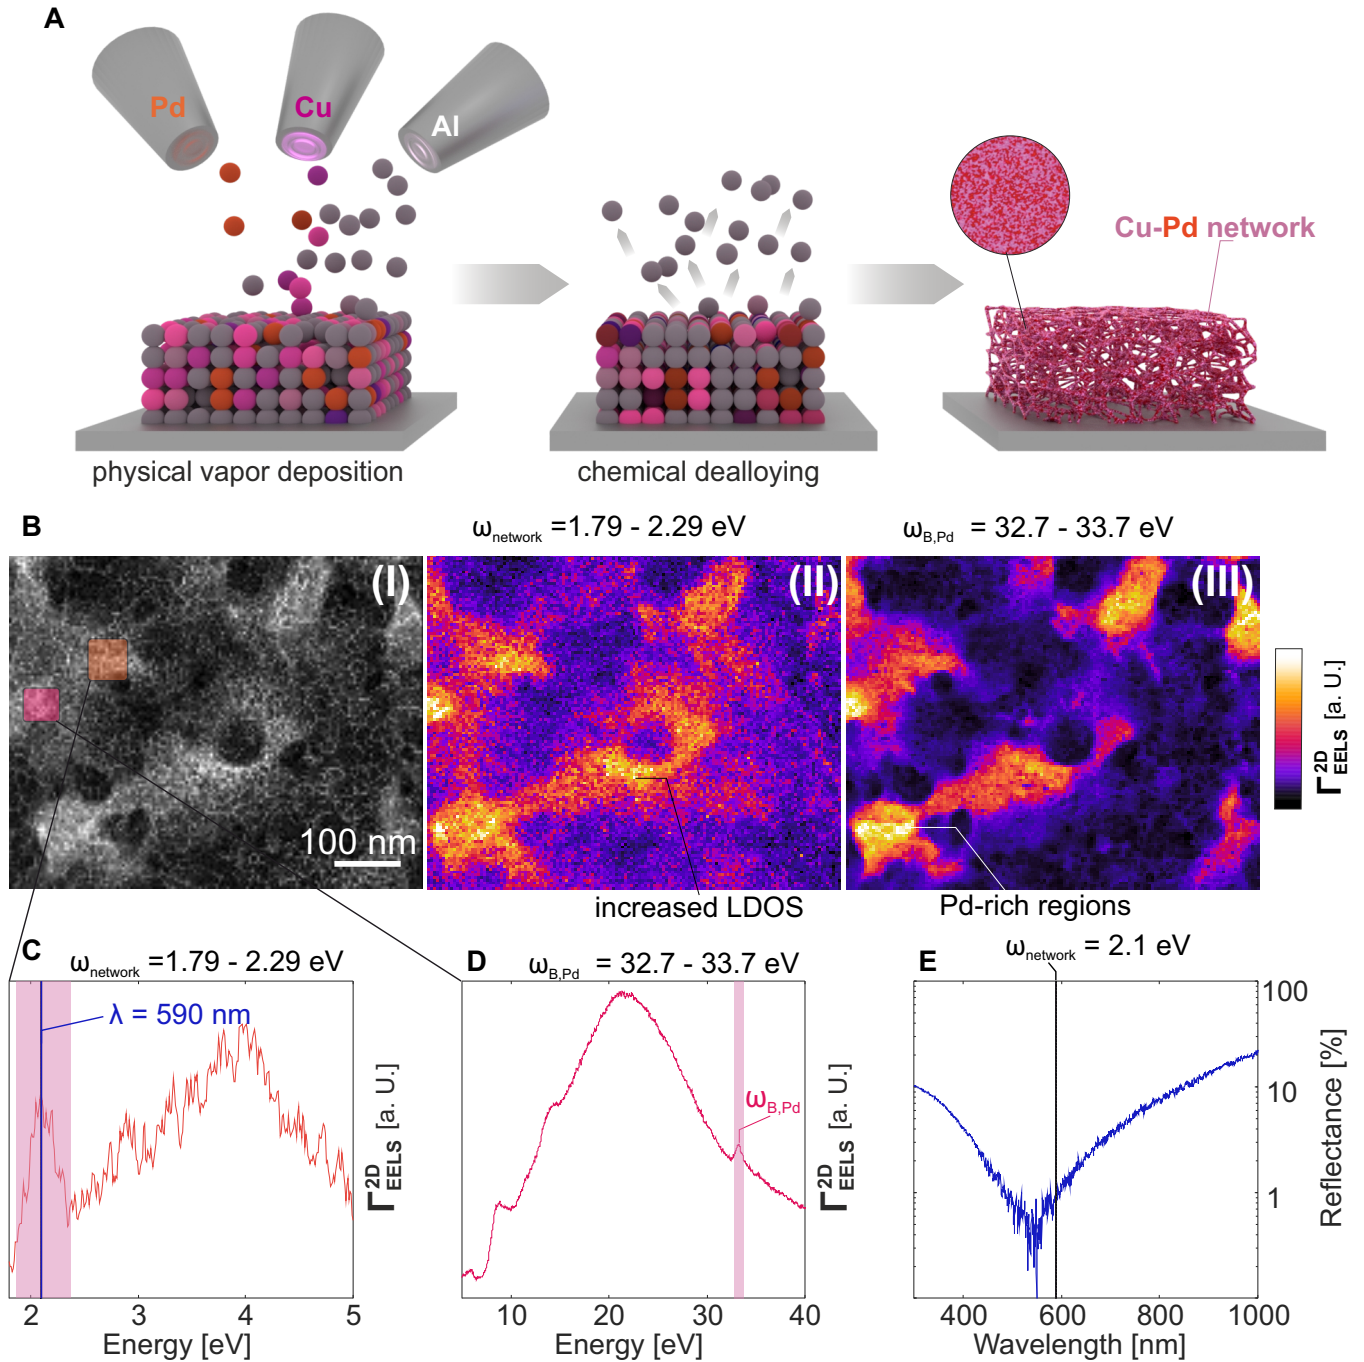 A
Pd
Cu
Al
Cu-Pd network
physical vapor deposition
chemical dealloying
B
ω_network =1.79 - 2.29 eV
ω_B,Pd = 32.7 - 33.7 eV
(I)
(II)
(III)
100 nm
Γ^2D_EELS [a. U.]
increased LDOS
Pd-rich regions
C
ω_network =1.79 - 2.29 eV
λ = 590 nm
Γ^2D_EELS [a. U.]
2 3 4 5
Energy [eV]
D
ω_B,Pd = 32.7 - 33.7 eV
ω_B,Pd
Γ^2D_EELS [a. U.]
10 20 30 40
Energy [eV]
E
ω_network = 2.1 eV
100
10
1
Reflectance [%]
400 600 800 1000
Wavelength [nm]